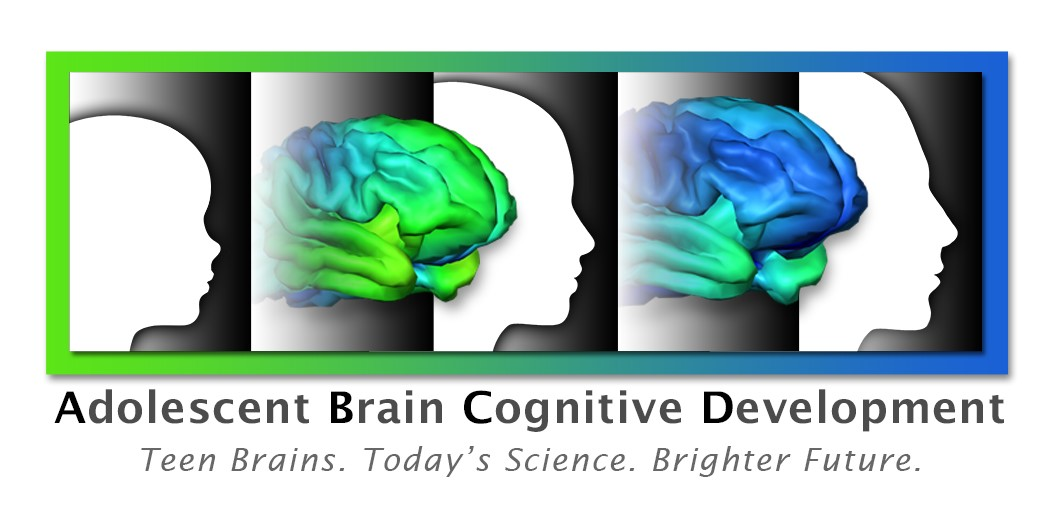 Adolescent Brain Cognitive Development
Teen Brains. Today’s Science. Brighter Future.